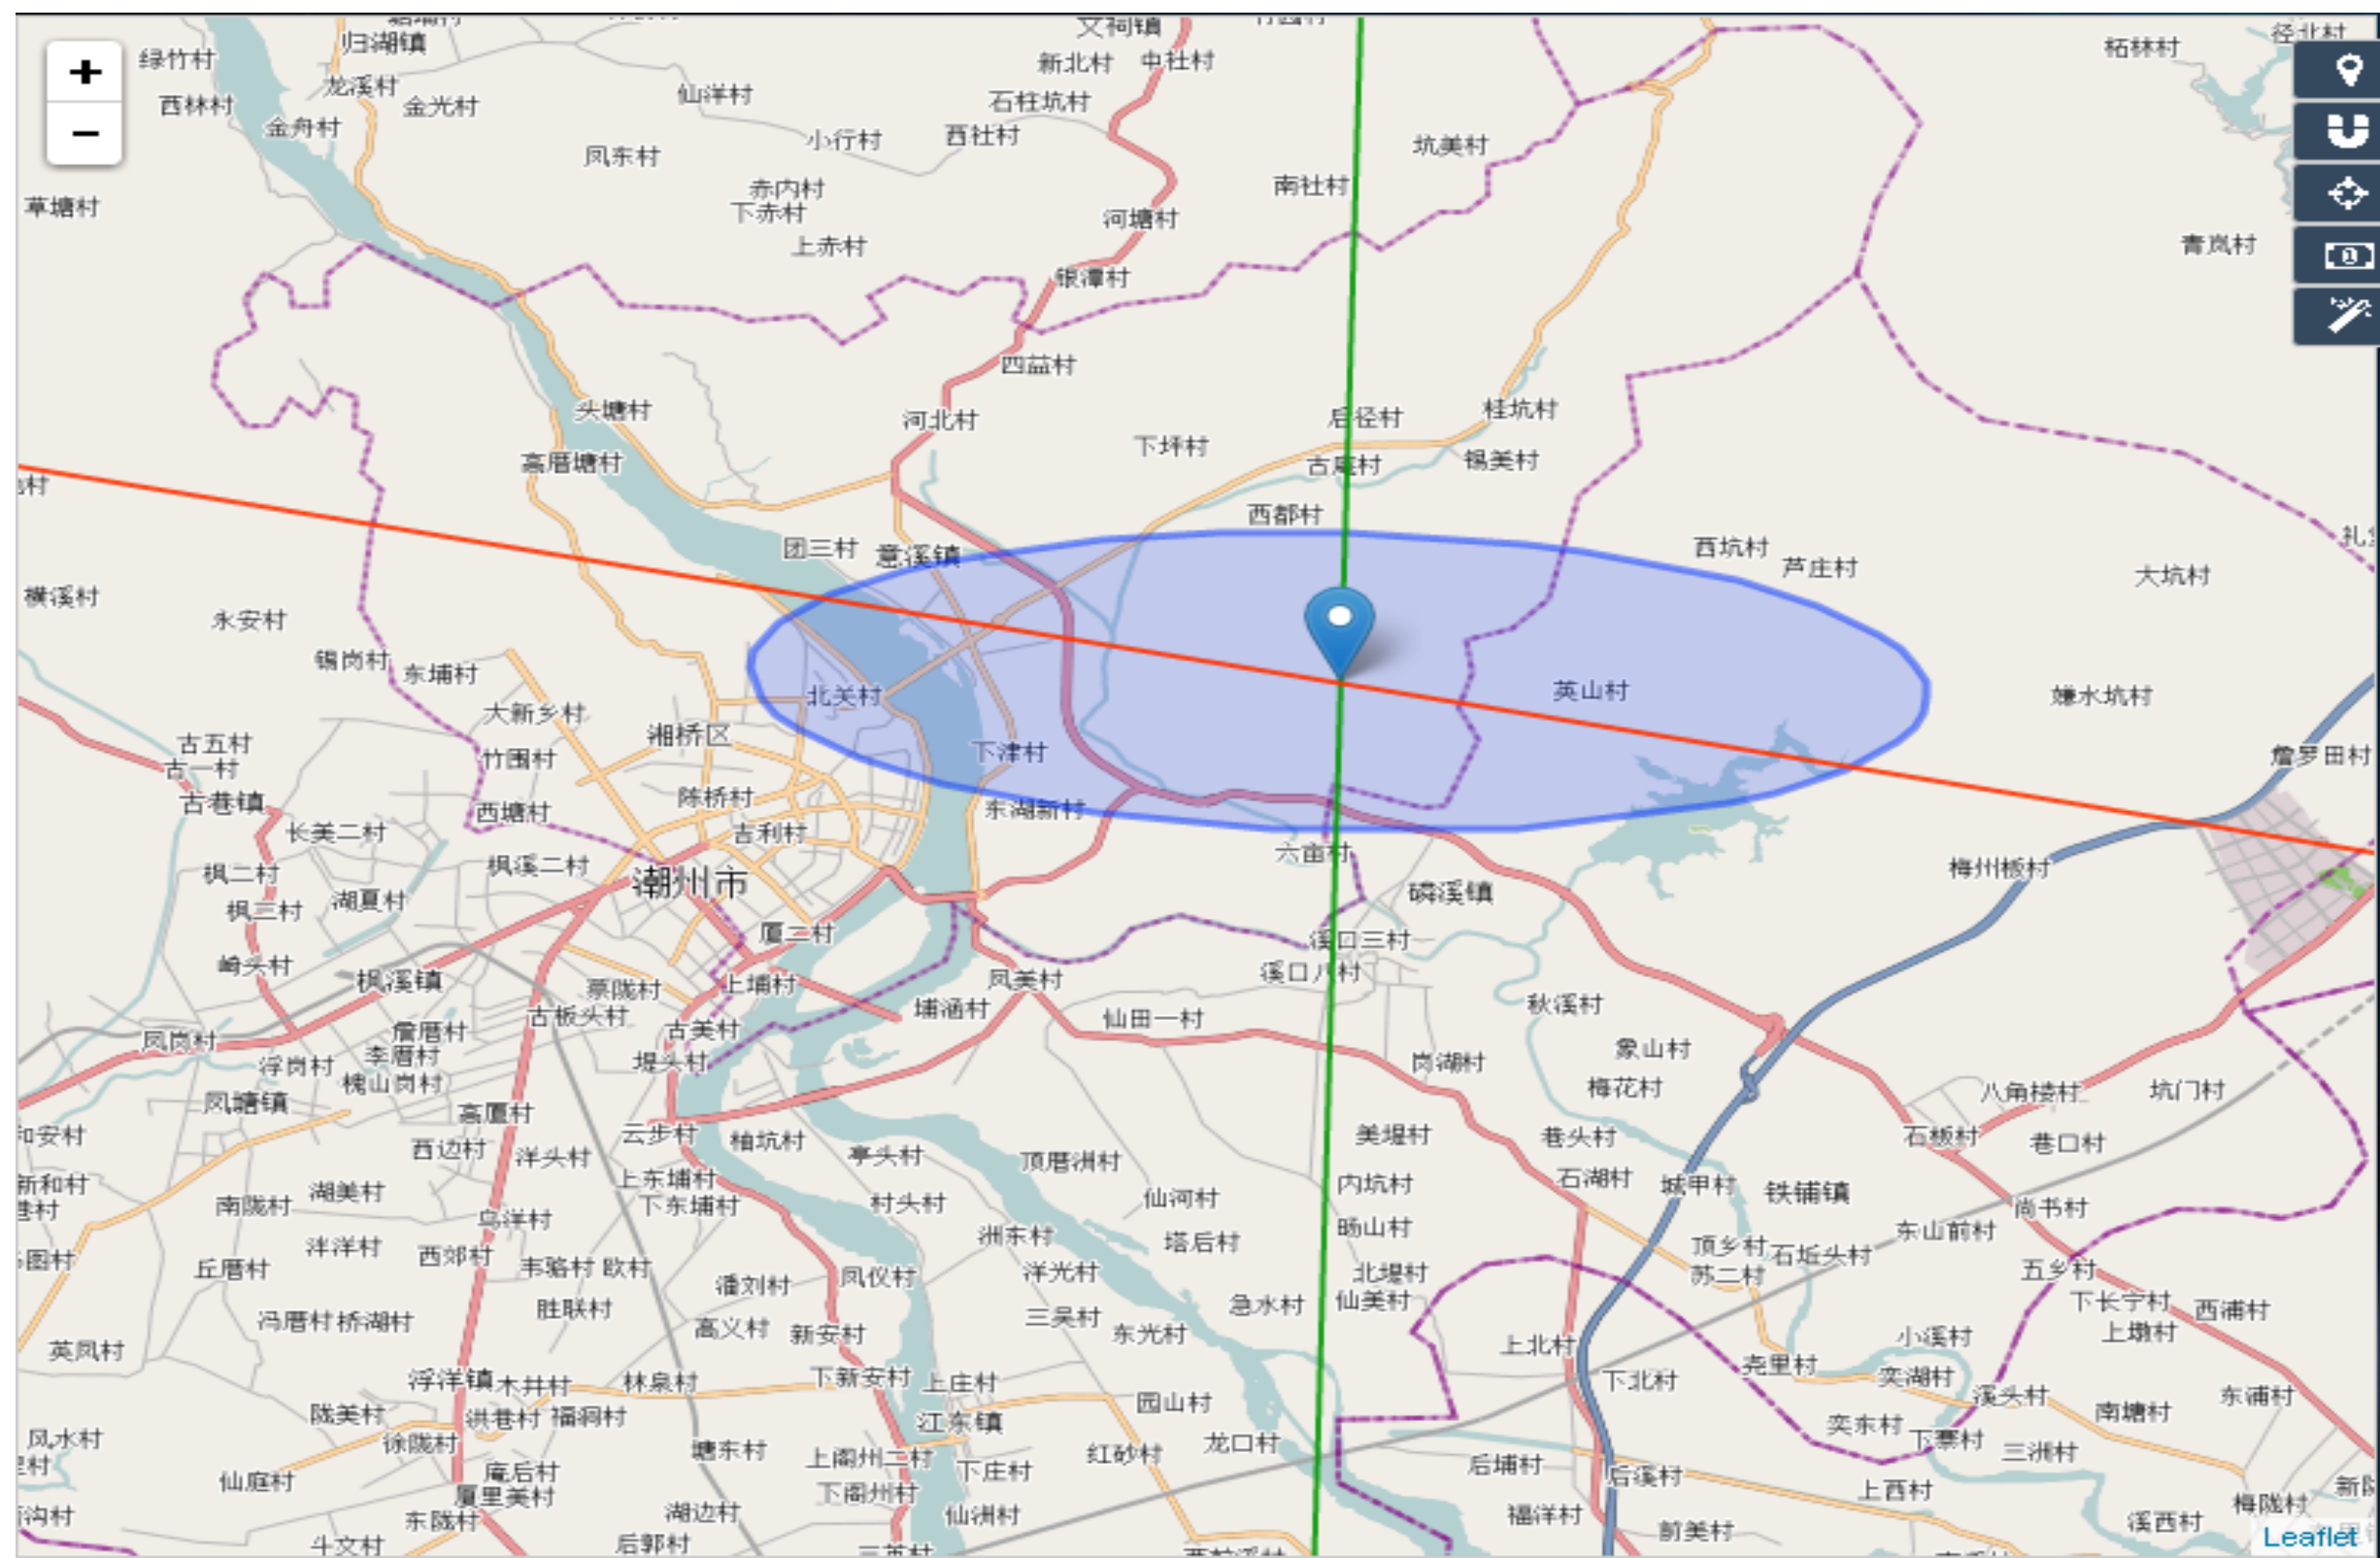 归湖镇
文祠镇
绿竹村
新北村
中社村
柘林村
径北村
龙溪村
西林村
金光村
仙洋村
石柱坑村
金舟村
小行村
西社村
坑美村
凤东村
赤内村
南社村
草塘村
下赤村
河塘村
上赤村
青岚村
银潭村
四益村
头塘村
河北村
后径村
桂坑村
下坪村
高厝塘村
古庵村
锡美村
西都村
团三村
意溪镇
西坑村
芦庄村
大坑村
横溪村
永安村
锡岗村
东埔村
北关村
英山村
嫌水坑村
大新乡村
湘桥区
古五村
竹围村
下津村
詹罗田村
古一村
陈桥村
古巷镇
西塘村
东湖新村
长美二村
吉利村
六亩村
枫溪二村
枫二村
潮州市
梅州板村
湖夏村
磷溪镇
枫三村
厦二村
溪口三村
崎头村
枫溪镇
蔡陇村
上埔村
凤美村
溪口八村
古板头村
埔涵村
仙田一村
秋溪村
凤岗村
詹厝村
古美村
李厝村
浮岗村
堤头村
岗湖村
象山村
槐山岗村
梅花村
八角楼村
坑门村
凤塘镇
高厦村
和安村
云步村
柚坑村
美堤村
巷头村
石板村
巷口村
西边村
洋头村
亭头村
顶厝洲村
新和村
湖美村
上东埔村
内坑村
石湖村
城甲村
铁铺镇
南陇村
下东埔村
村头村
仙河村
尚书村
乌洋村
洲东村
旸山村
东山前村
泮洋村
西郊村
塔后村
顶乡村
石坵头村
丘厝村
韦骆村
欧村
潘刘村
凤仪村
洋光村
北堤村
苏二村
五乡村
胜联村
急水村
仙美村
下长宁村
西浦村
冯厝村
桥湖村
高义村
新安村
三吴村
东光村
上墩村
英凤村
上北村
小溪村
浮洋镇
木井村
林泉村
下新安村
上庄村
下北村
尧里村
奕湖村
溪头村
东浦村
陇美村
洪巷村
福洞村
江东镇
园山村
南塘村
风水村
徐陇村
塘东村
上阁州二村
红砂村
龙口村
奕东村
下寨村
三洲村
仙庭村
庵后村
下庄村
后埔村
后溪村
厦里美村
下阁州村
上西村
梅陇村
东陇村
湖边村
仙洲村
福洋村
溪西村
斗文村
后郭村
前美村
Leaflet